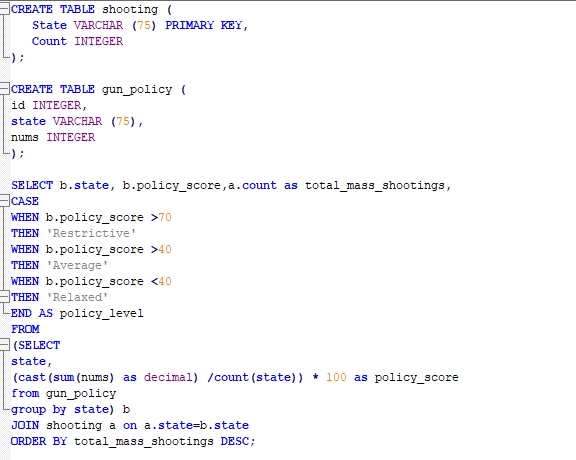 CREATE TABLE shooting (
State VARCHAR (75) PRIMARY KEY,
Count INTEGER
);
CREATE TABLE gun_policy (
id INTEGER,
state VARCHAR (75),
nums INTEGER
);
SELECT b.state, b.policy_score,a.count as total_mass_shootings,
CASE
WHEN b.policy_score >70
THEN 'Restrictive'
WHEN b.policy_score >40
THEN 'Average'
WHEN b.policy_score <40
THEN 'Relaxed'
END AS policy_level
FROM
(SELECT
state,
(cast(sum(nums) as decimal) /count(state)) * 100 as policy_score
from gun_policy
group by state) b
JOIN shooting a on a.state=b.state
ORDER BY total_mass_shootings DESC;